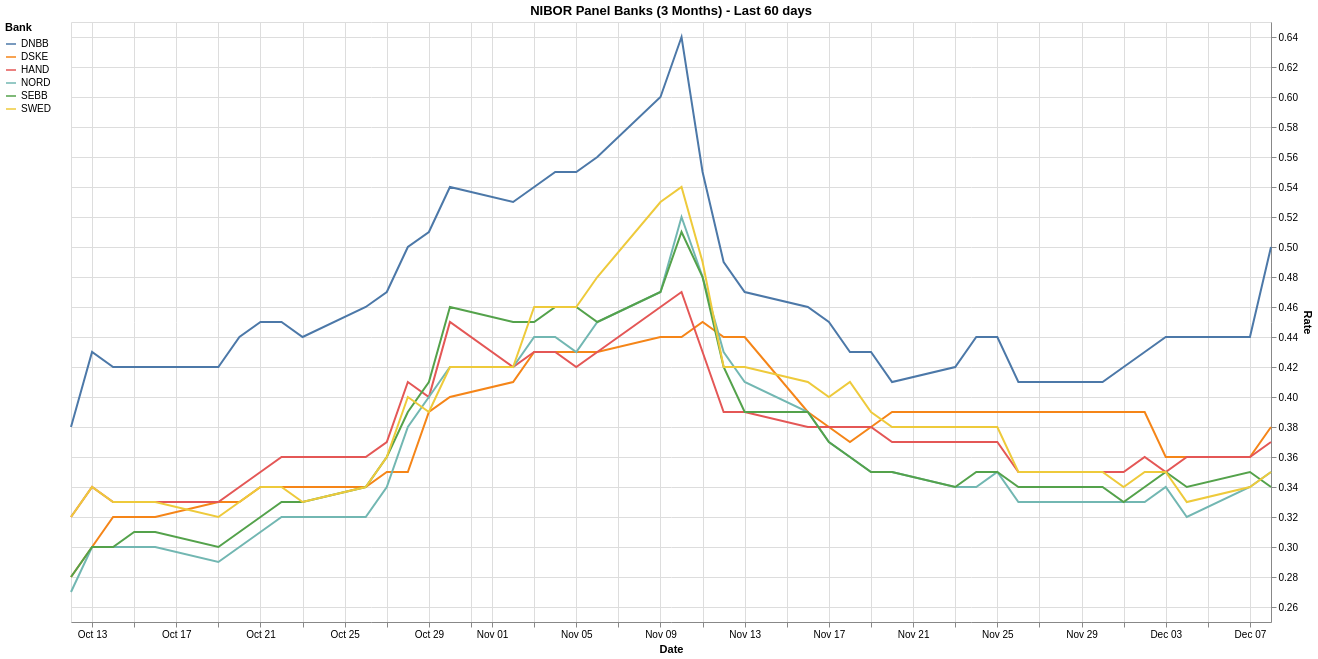 NIBOR Panel Banks (3 Months) - Last 60 days
Bank
DNBB
DSKE
HAND
NORD
SEBB
SWED
0.64
0.62
0.60
0.58
0.56
0.54
0.52
0.50
0.48
0.46
0.44
0.42
0.40
0.38
0.36
0.34
0.32
0.30
0.28
0.26
Rate
Oct 13 Oct 17 Oct 21 Oct 25 Oct 29 Nov 01 Nov 05 Nov 09 Nov 13 Nov 17 Nov 21 Nov 25 Nov 29 Dec 03 Dec 07
Date